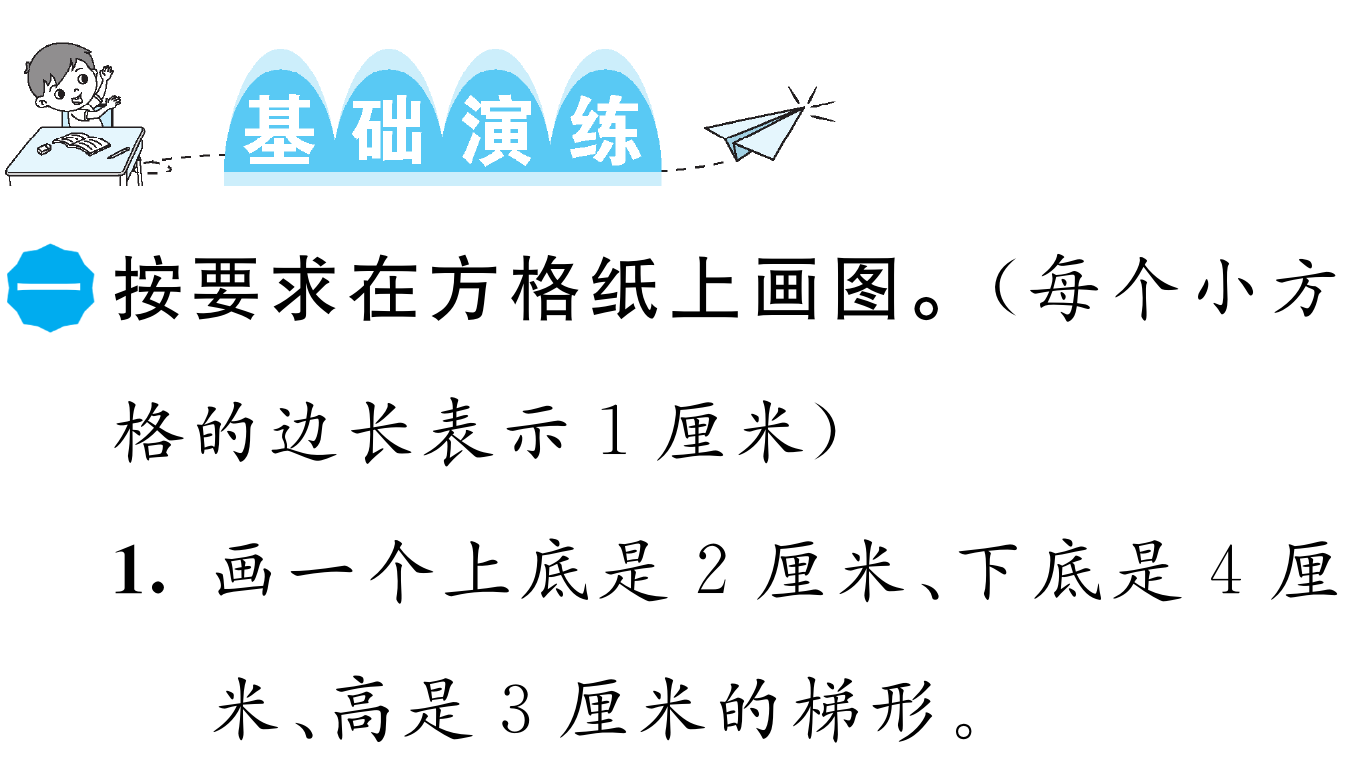 基础演练
一 按要求在方格纸上画图。(每个小方
格的边长表示1厘米)
1. 画一个上底是2厘米、下底是4厘
米、高是3厘米的梯形。